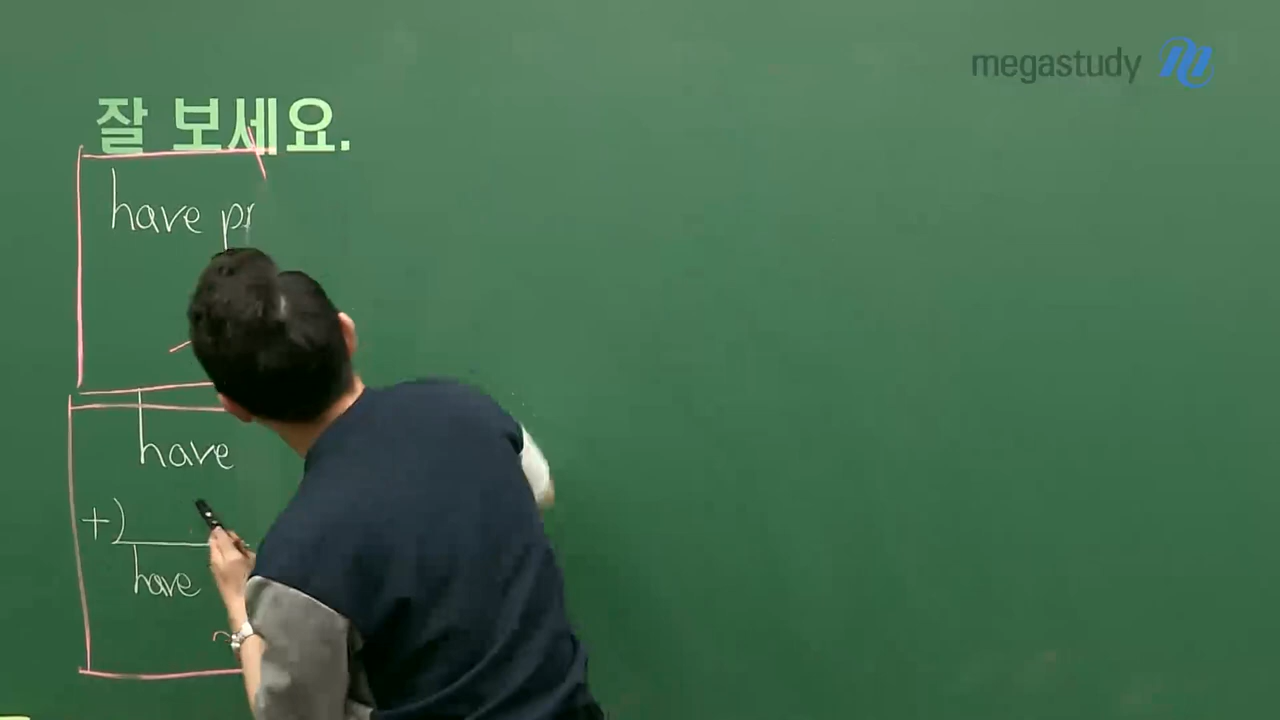 megastudy
잘 보세요.
have pr
have
+)
have